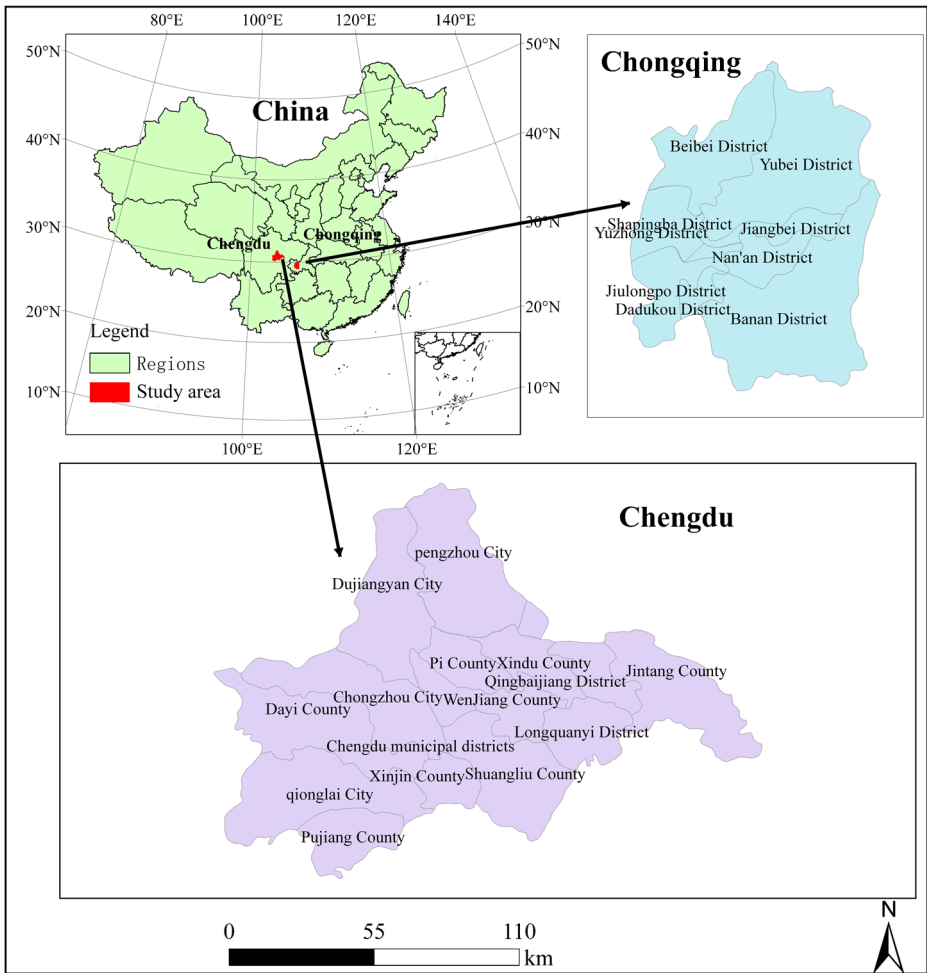 80°E 100°E 120°E 140°E
50°N
50°N
China
40°N
40°N
30°N
30°N
Chengdu
Chongqing
20°N
20°N
Legend
Regions
Study area
10°N
10°N
100°E
120°E
Chongqing
Beibei District
Yubei District
Shapingba District
Yuzhong District
Jiangbei District
Nan'an District
Jiulongpo District
Dadukou District
Banan District
Chengdu
pengzhou City
Dujiangyan City
Pi County
Xindu County
Jintang County
Qingbaijiang District
Chongzhou City
WenJiang County
Dayi County
Longquanyi District
Chengdu municipal districts
Xinjin County
Shuangliu County
qionglai City
Pujiang County
N
0 55 110
km